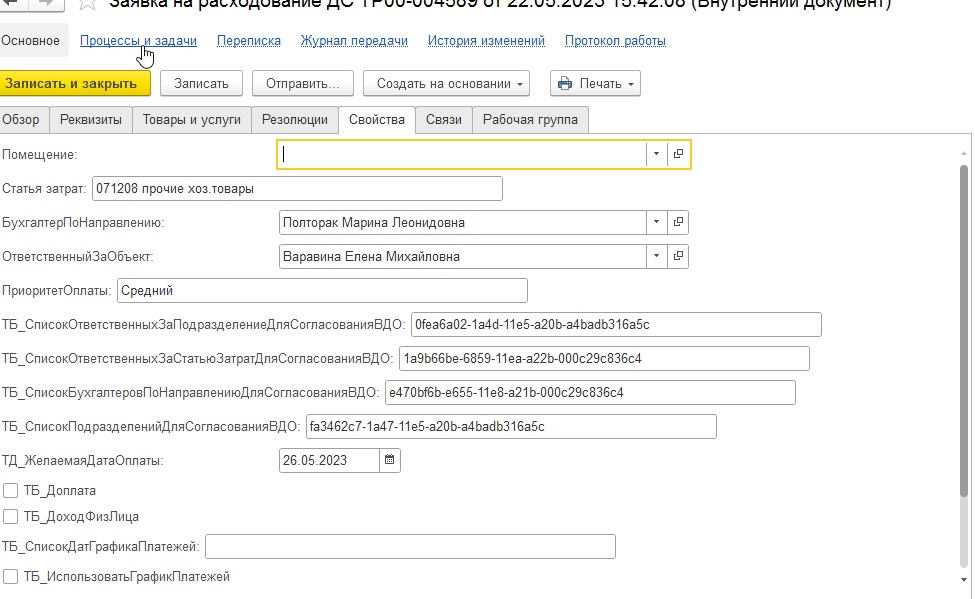 Заявка на расходование ДС ТР00-004589 от 22.05.2023 15:42:08 (Внутренний документ)
Основное Процессы и задачи Переписка Журнал передачи История изменений Протокол работы
Записать и закрыть Записать Отправить... Создать на основании Печать
Обзор Реквизиты Товары и услуги Резолюции Свойства Связи Рабочая группа
Помещение:
Статья затрат: 071208 прочие хоз.товары
БухгалтерПоНаправлению: Полторак Марина Леонидовна
ОтветственныйЗаОбъект: Варавина Елена Михайловна
ПриоритетОплаты: Средний
ТБ_СписокОтветственныхЗаПодразделениеДляСогласованияВДО: 0fea6a02-1a4d-11e5-a20b-a4badb316a5c
ТБ_СписокОтветственныхЗаСтатьюЗатратДляСогласованияВДО: 1a9b66be-6859-11ea-a22b-000c29c836c4
ТБ_СписокБухгалтеровПоНаправлениюДляСогласованияВДО: e470bf6b-e655-11e8-a21b-000c29c836c4
ТБ_СписокПодразделенийДляСогласованияВДО: fa3462c7-1a47-11e5-a20b-a4badb316a5c
ТД_ЖелаемаяДатаОплаты: 26.05.2023
ТБ_Доплата
ТБ_ДоходФизЛица
ТБ_СписокДатГрафикаПлатежей:
ТБ_ИспользоватьГрафикПлатежей